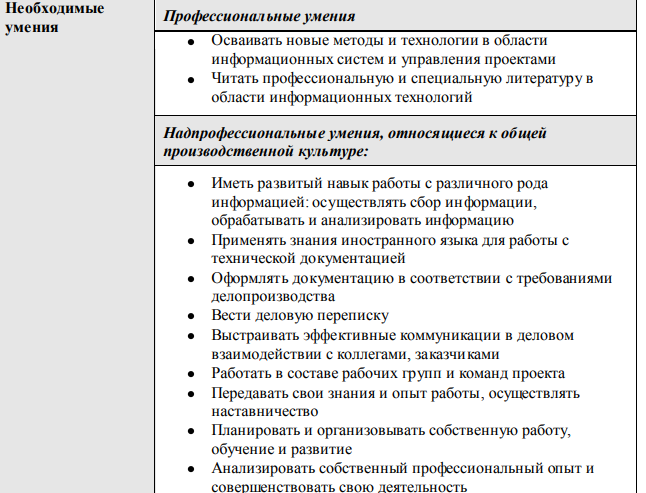 Необходимые
умения
Профессиональные умения
● Осваивать новые методы и технологии в области
информационных систем и управления проектами
● Читать профессиональную и специальную литературу в
области информационных технологий
Надпрофессиональные умения, относящиеся к общей
производственной культуре:
● Иметь развитый навык работы с различного рода
информацией: осуществлять сбор информации,
обрабатывать и анализировать информацию
● Применять знания иностранного языка для работы с
технической документацией
● Оформлять документацию в соответствии с требованиями
делопроизводства
● Вести деловую переписку
● Выстраивать эффективные коммуникации в деловом
взаимодействии с коллегами, заказчиками
● Работать в составе рабочих групп и команд проекта
● Передавать свои знания и опыт работы, осуществлять
наставничество
● Планировать и организовывать собственную работу,
обучение и развитие
● Анализировать собственный профессиональный опыт и
совершенствовать свою деятельность